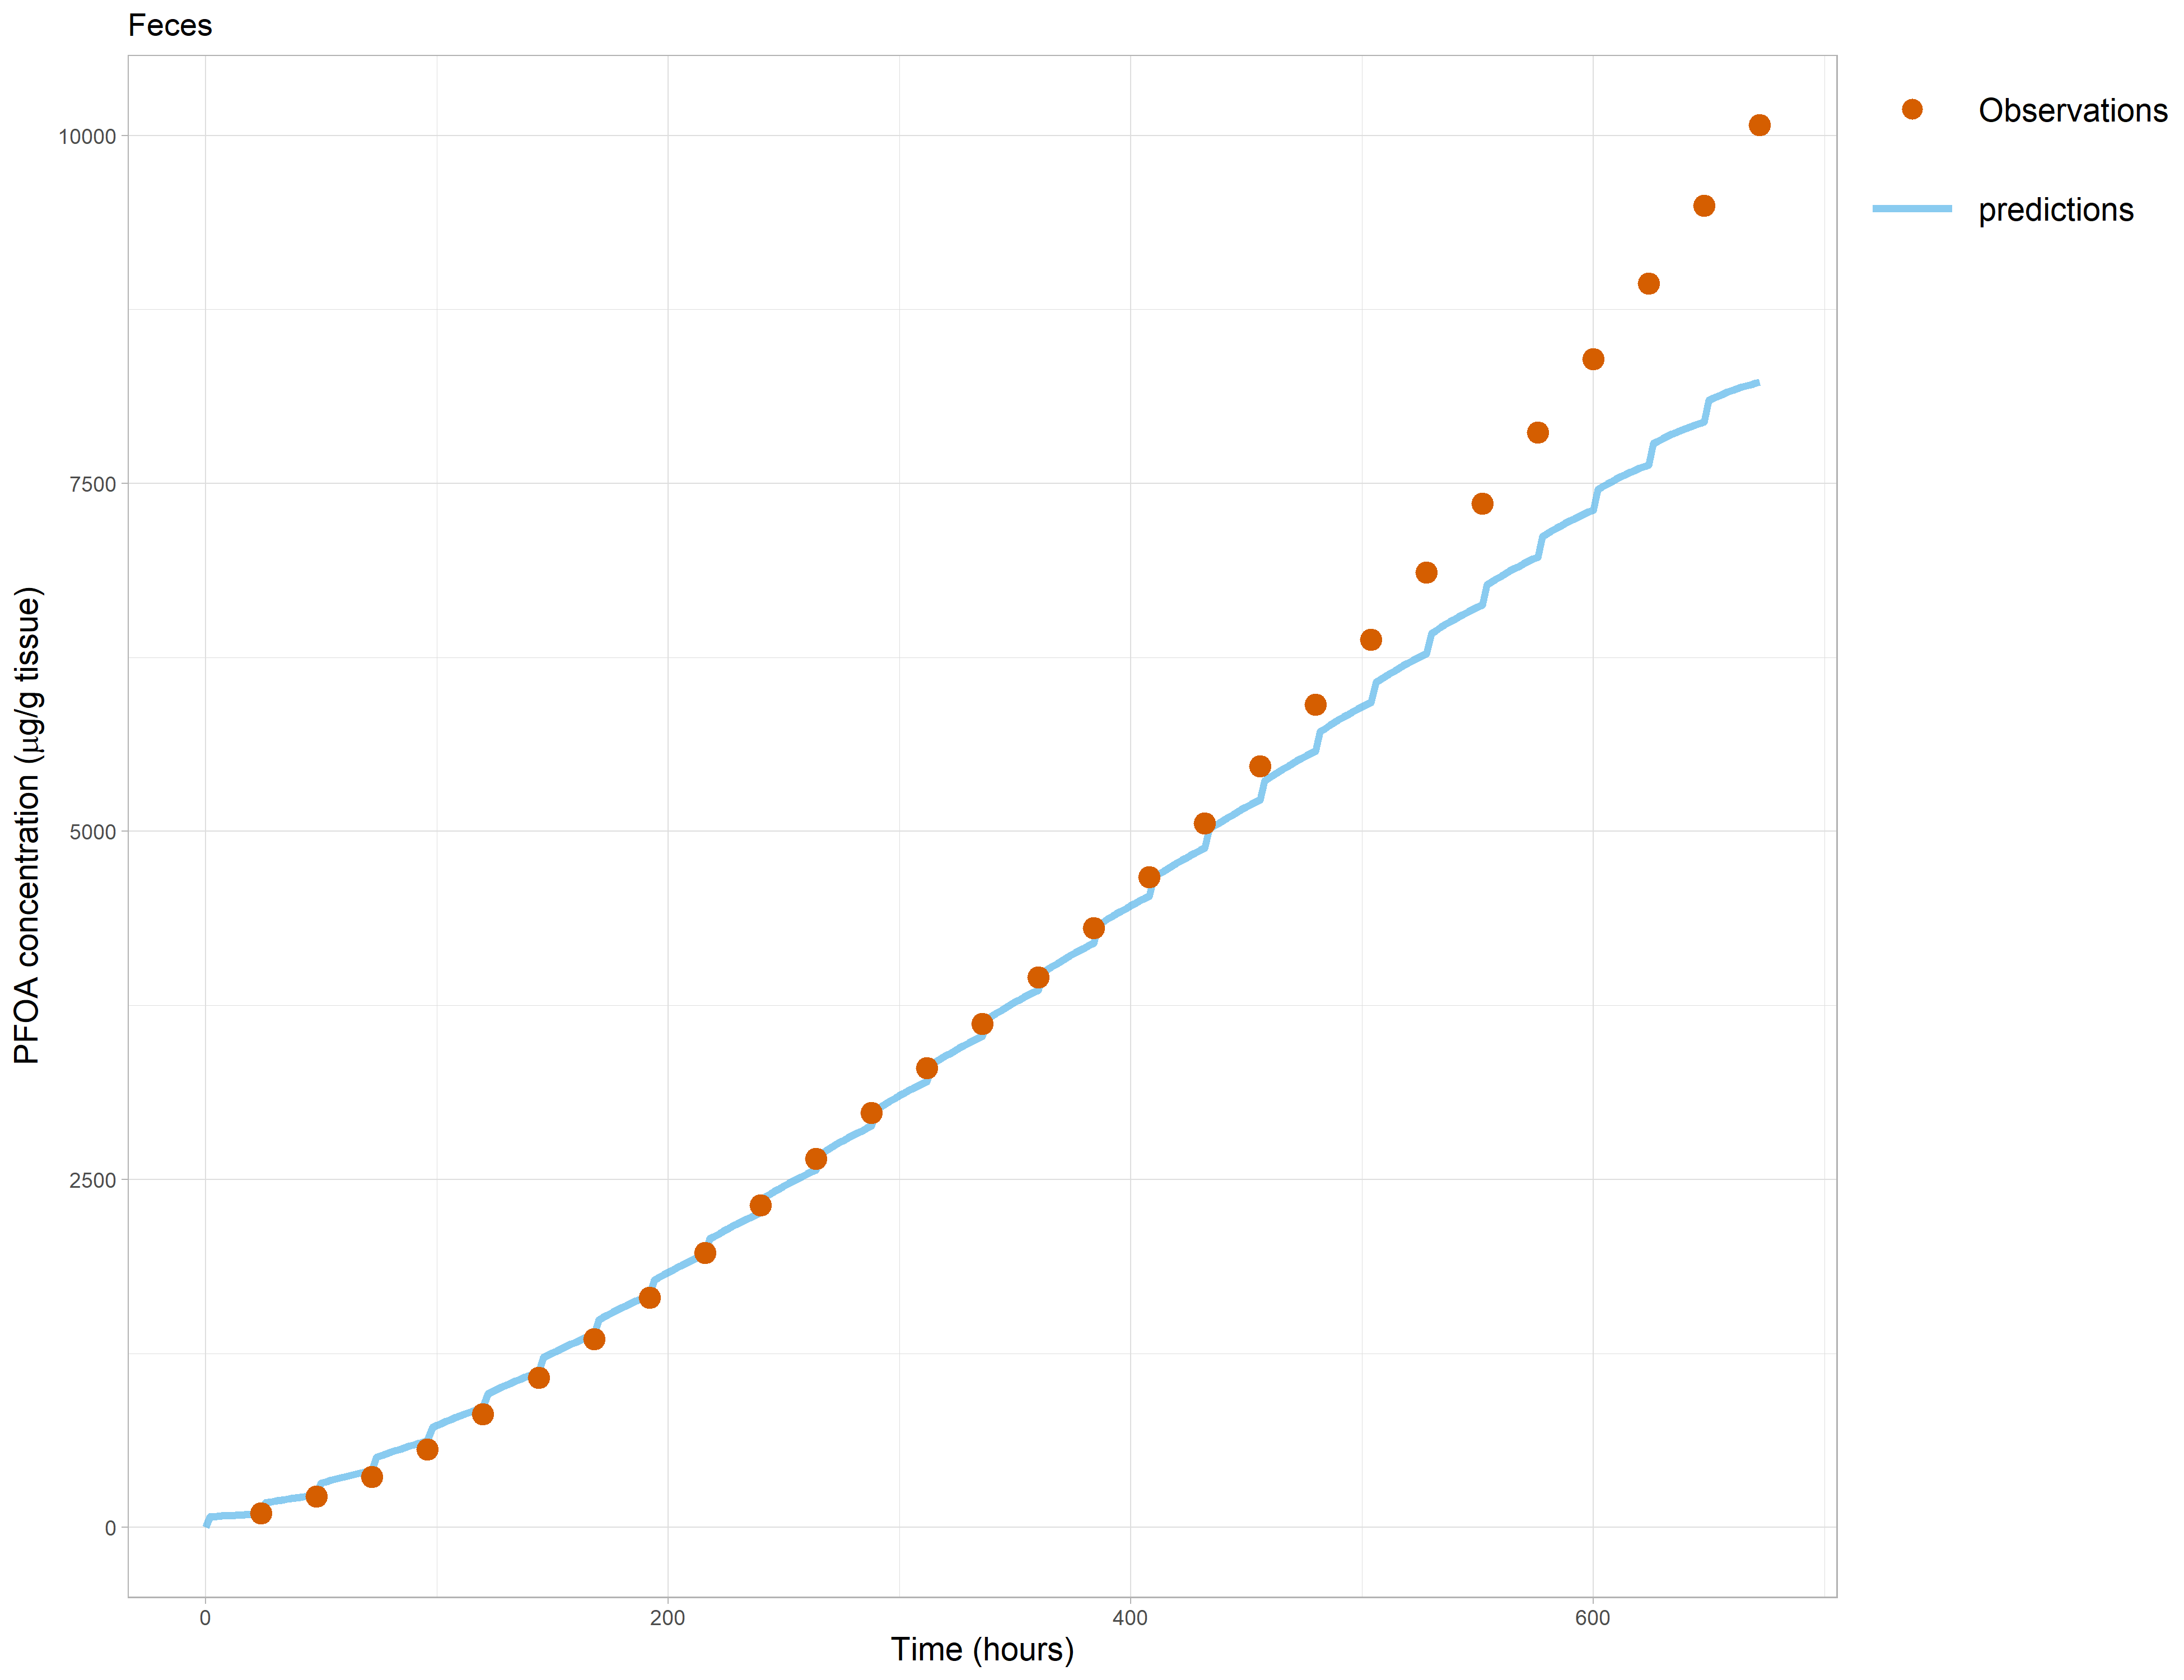 Feces
Observations
predictions
PFOA concentration (μg/g tissue)
10000
7500
5000
2500
0
0 200 400 600
Time (hours)